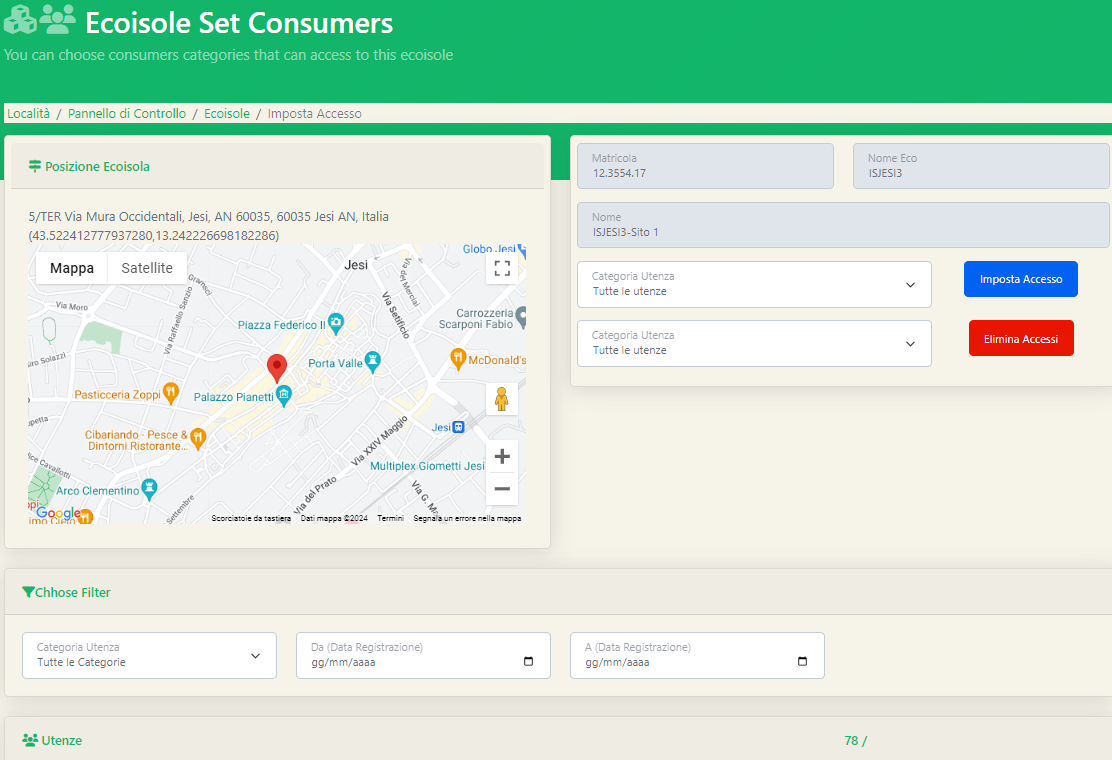 Ecoisole Set Consumers
You can choose consumers categories that can access to this ecoisole
Località / Pannello di Controllo / Ecoisole / Imposta Accesso
Posizione Ecoisola
5/TER Via Mura Occidentali, Jesi, AN 60035, 60035 Jesi AN, Italia
(43.522412777937280,13.242226698182286)
Mappa
Satellite
Globo Jesi
Jesi
Via del Mercial
Gramsci
Via Moro
Via Raffaello Sanzio
Via Setificio
Carrozzeria
Scarponi Fabio
Piazza Federico II
uro Solazzi
Porta Valle
McDonald's
Pasticceria Zoppi
Palazzo Pianetti
upetta
Jesi
Cibariando - Pesce &
Dintorni Ristorante...
Via XXIV Maggio
ice Cavallotti
Multiplex Giometti Jesi
Arco Clementino
Via del Prato
Via G. M
Settembre
Google
Scorciatoie da tastiera
Dati mappa ©2024
Termini
Segnala un errore nella mappa
Matricola
12.3554.17
Nome Eco
ISJESI3
Nome
ISJESI3-Sito 1
Categoria Utenza
Tutte le utenze
Imposta Accesso
Categoria Utenza
Tutte le utenze
Elimina Accessi
Chhose Filter
Categoria Utenza
Tutte le Categorie
Da (Data Registrazione)
gg/mm/aaaa
A (Data Registrazione)
gg/mm/aaaa
Utenze
78 /